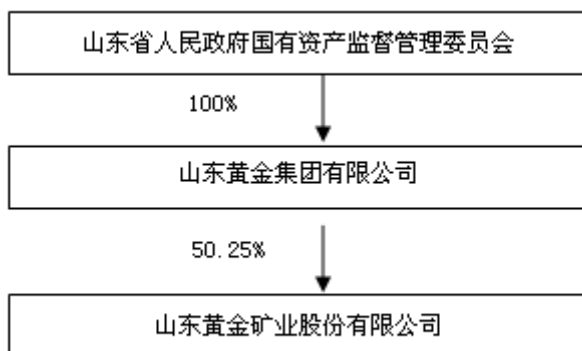 山东省人民政府国有资产监督管理委员会
100%
山东黄金集团有限公司
50.25%
山东黄金矿业股份有限公司